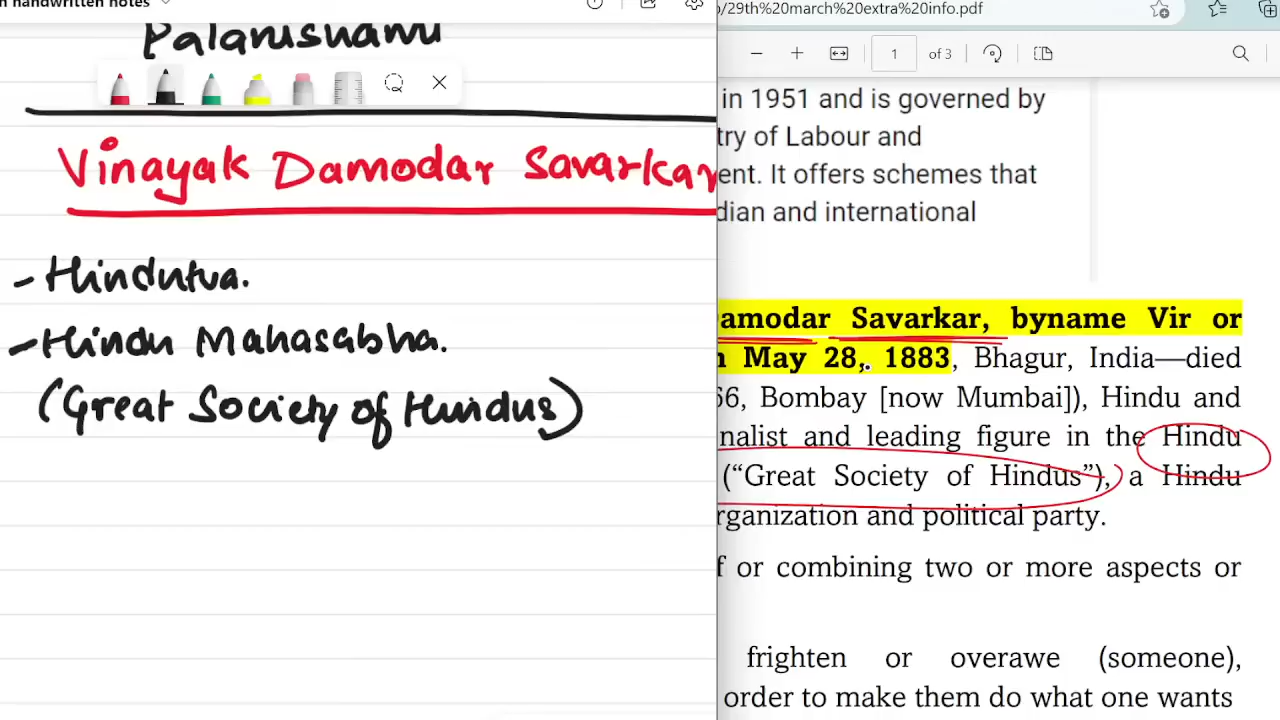 handwritten notes
Palanishami
Vinayak Damodar Savarkar
- Hindutva.
- Hindu Mahasabha.
(Great Society of Hindus)
/29th%20march%20extra%20info.pdf
1 of 3
in 1951 and is governed by
try of Labour and
ent. It offers schemes that
dian and international
amodar Savarkar, byname Vir or
n May 28, 1883, Bhagur, India—died
66, Bombay [now Mumbai]), Hindu and
nalist and leading figure in the Hindu
(“Great Society of Hindus”), a Hindu
rganization and political party.
f or combining two or more aspects or
frighten or overawe (someone),
order to make them do what one wants